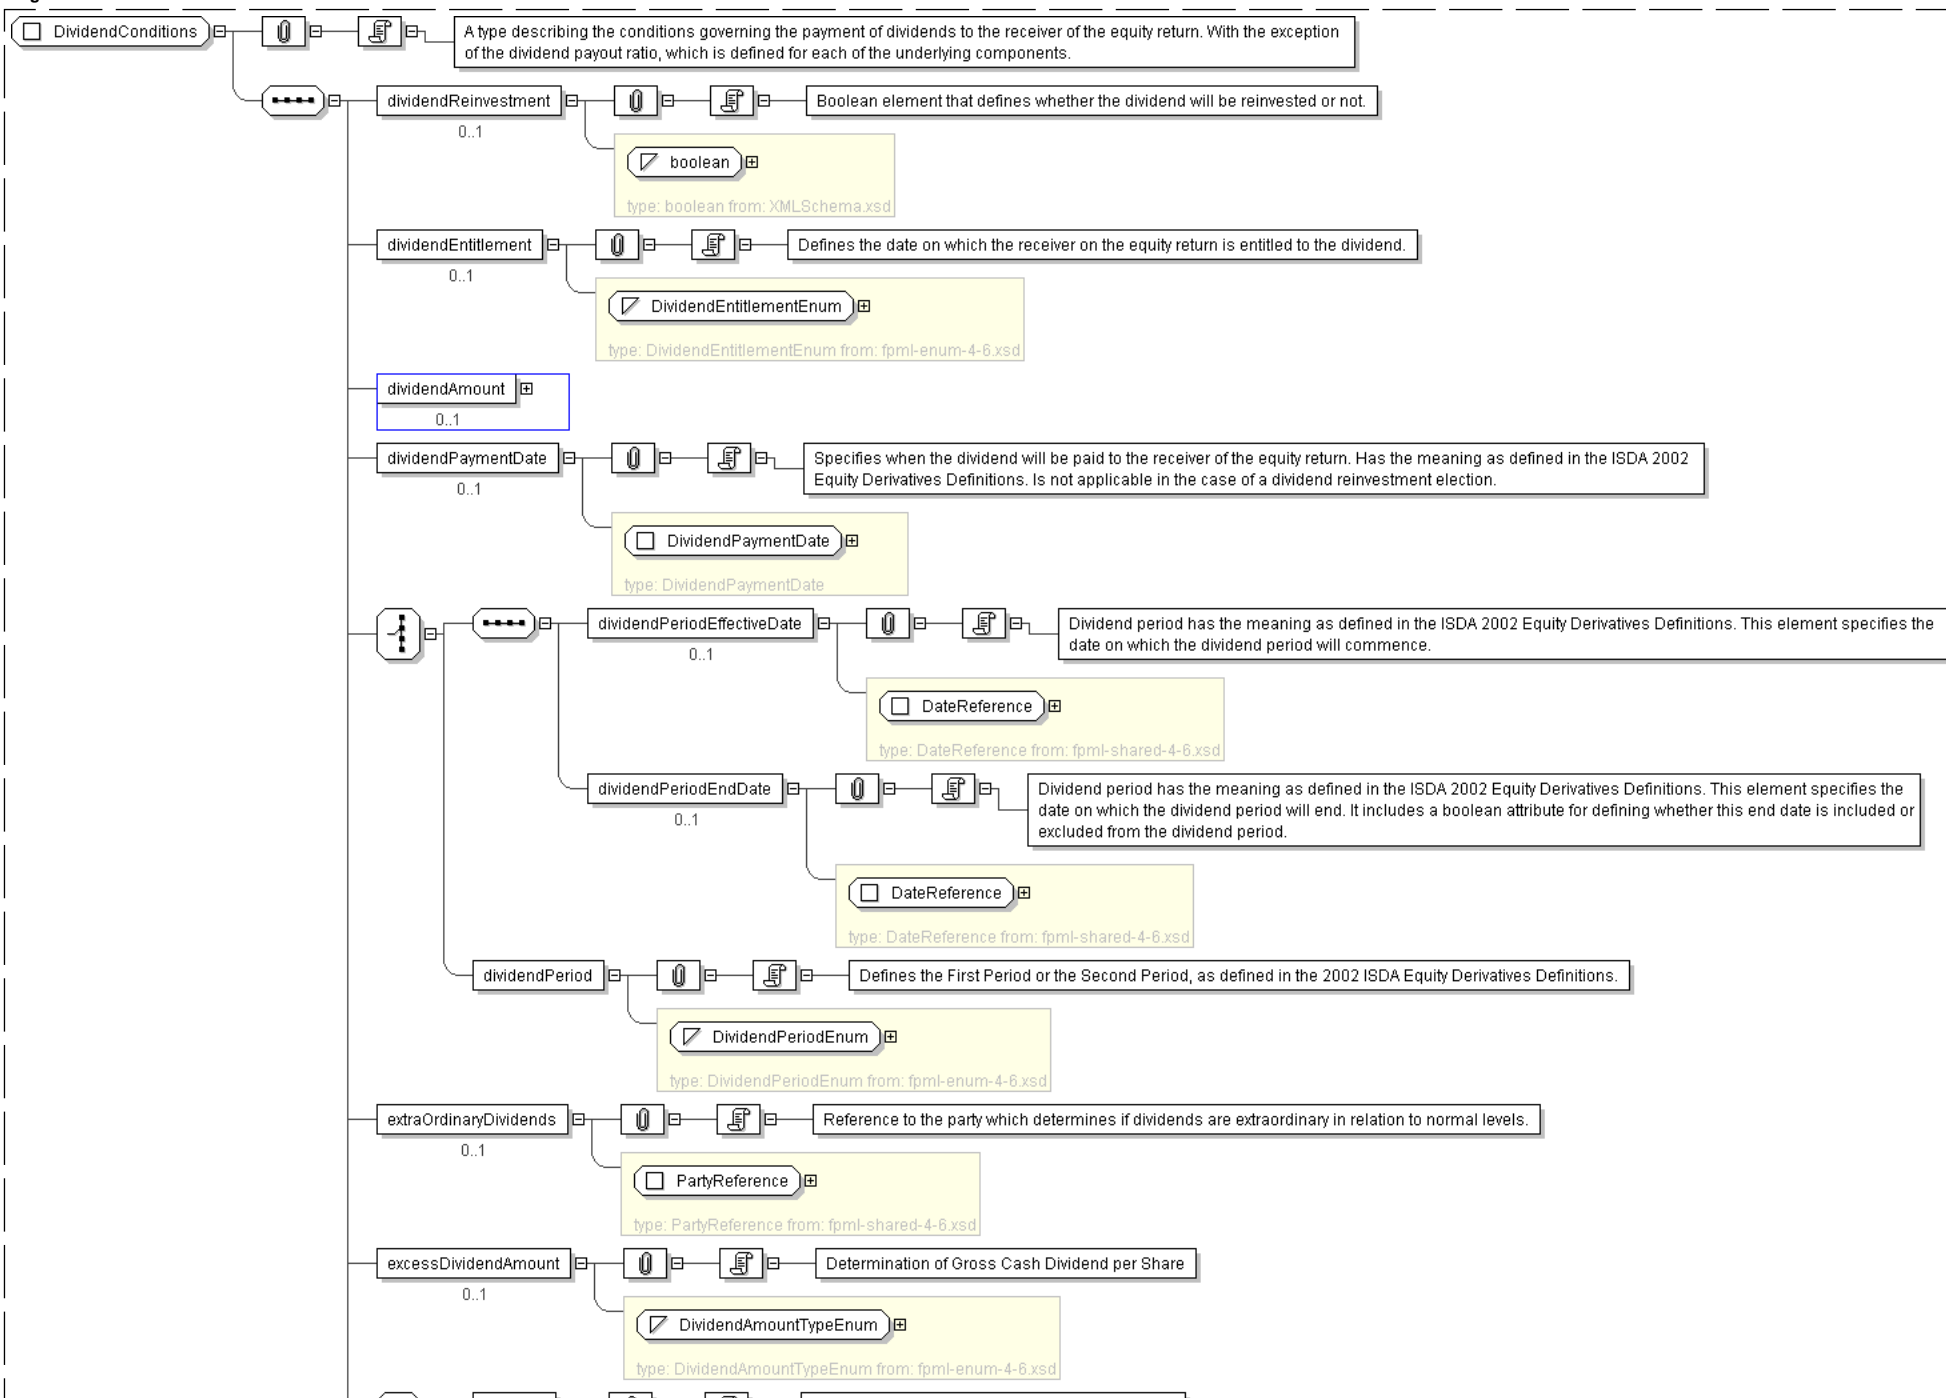 DividendConditions
A type describing the conditions governing the payment of dividends to the receiver of the equity return. With the exception
of the dividend payout ratio, which is defined for each of the underlying components.
dividendReinvestment
Boolean element that defines whether the dividend will be reinvested or not.
0..1
boolean
type: boolean from: XMLSchema.xsd
dividendEntitlement
Defines the date on which the receiver on the equity return is entitled to the dividend.
0..1
DividendEntitlementEnum
type: DividendEntitlementEnum from: fpml-enum-4-6.xsd
dividendAmount
0..1
dividendPaymentDate
Specifies when the dividend will be paid to the receiver of the equity return. Has the meaning as defined in the ISDA 2002
Equity Derivatives Definitions. Is not applicable in the case of a dividend reinvestment election.
0..1
DividendPaymentDate
type: DividendPaymentDate
dividendPeriodEffectiveDate
Dividend period has the meaning as defined in the ISDA 2002 Equity Derivatives Definitions. This element specifies the
date on which the dividend period will commence.
0..1
DateReference
type: DateReference from: fpml-shared-4-6.xsd
dividendPeriodEndDate
Dividend period has the meaning as defined in the ISDA 2002 Equity Derivatives Definitions. This element specifies the
date on which the dividend period will end. It includes a boolean attribute for defining whether this end date is included or
excluded from the dividend period.
0..1
DateReference
type: DateReference from: fpml-shared-4-6.xsd
dividendPeriod
Defines the First Period or the Second Period, as defined in the 2002 ISDA Equity Derivatives Definitions.
DividendPeriodEnum
type: DividendPeriodEnum from: fpml-enum-4-6.xsd
extraOrdinaryDividends
Reference to the party which determines if dividends are extraordinary in relation to normal levels.
0..1
PartyReference
type: PartyReference from: fpml-shared-4-6.xsd
excessDividendAmount
Determination of Gross Cash Dividend per Share
0..1
DividendAmountTypeEnum
type: DividendAmountTypeEnum from: fpml-enum-4-6.xsd